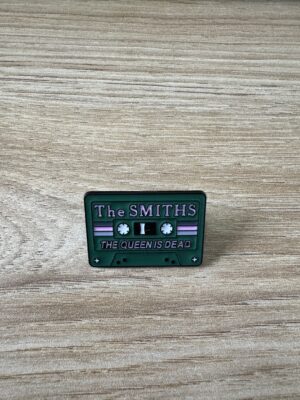 The SMITHS
THE QUEEN IS DEAD